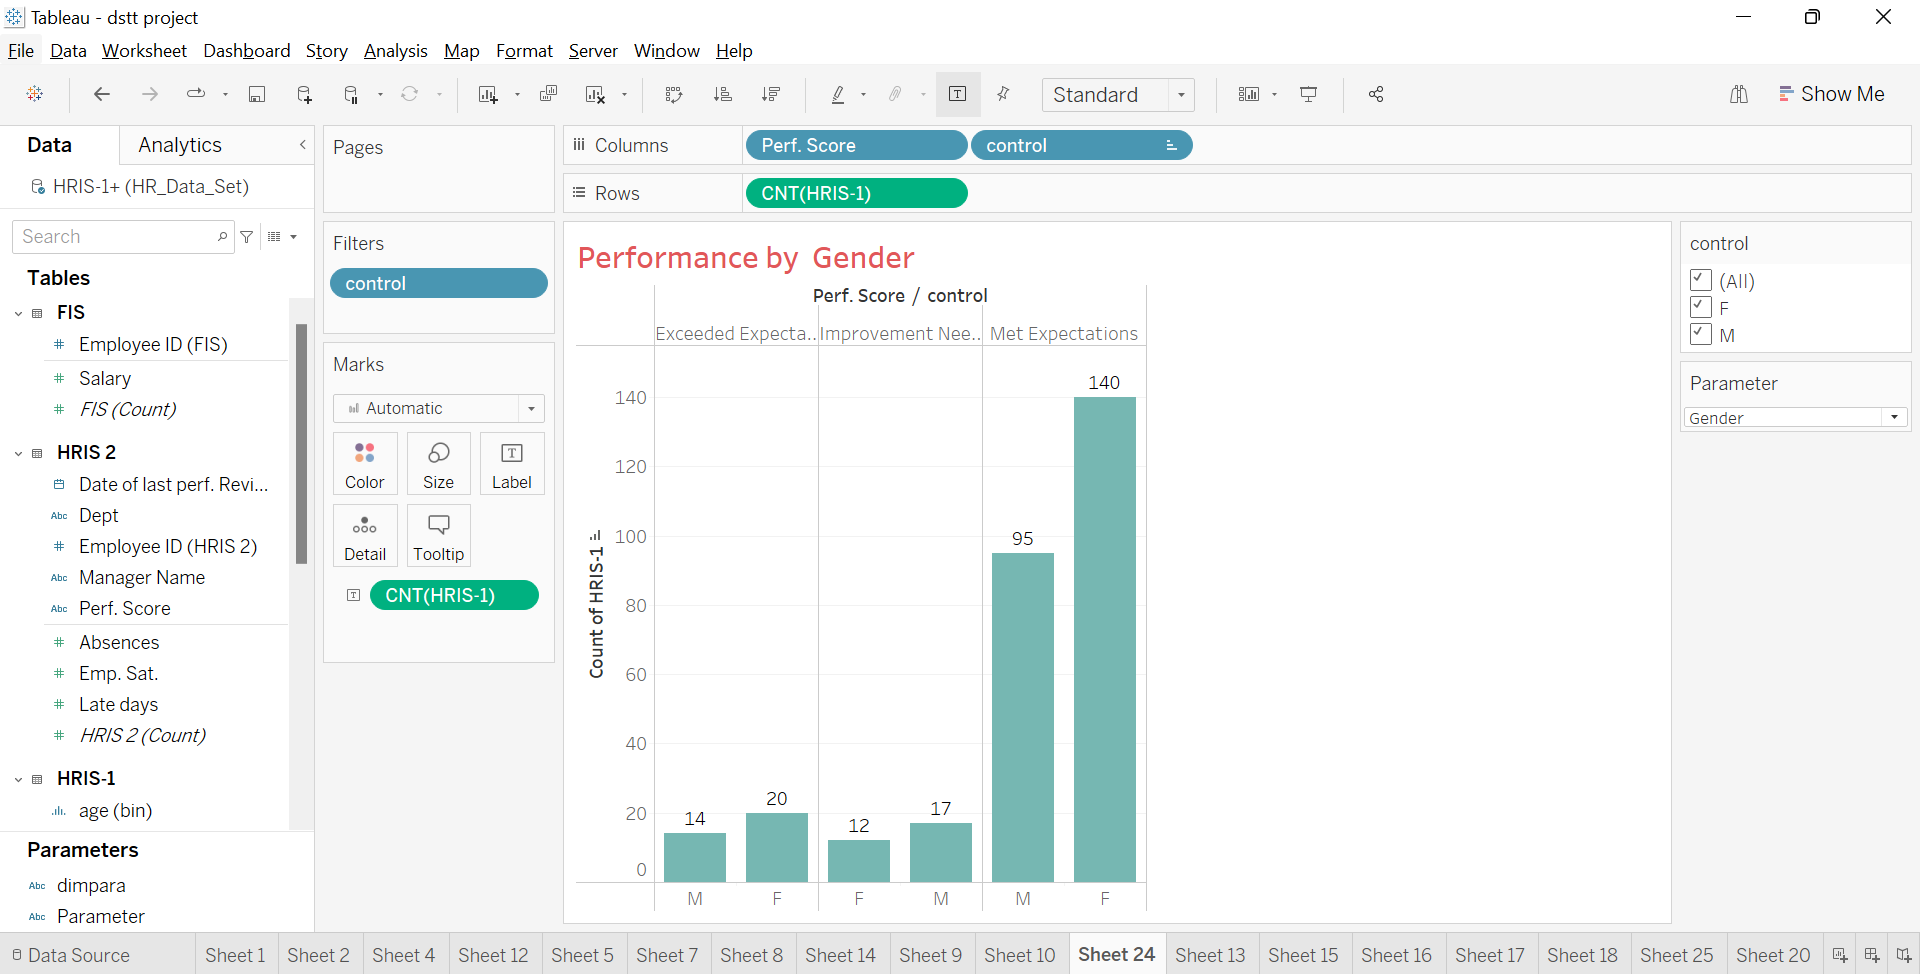 Tableau - dstt project
File Data Worksheet Dashboard Story Analysis Map Format Server Window Help
Standard
Show Me
Data Analytics
HRIS-1+ (HR_Data_Set)
Search
Tables
FIS
Employee ID (FIS)
Salary
FIS (Count)
HRIS 2
Date of last perf. Revi...
Abc Dept
Employee ID (HRIS 2)
Abc Manager Name
Abc Perf. Score
Absences
Emp. Sat.
Late days
HRIS 2 (Count)
HRIS-1
age (bin)
Parameters
Abc dimpara
Abc Parameter
Pages
Filters
control
Marks
Automatic
Color Size Label
Detail Tooltip
CNT(HRIS-1)
Columns Perf. Score control
Rows CNT(HRIS-1)
Performance by Gender
Perf. Score / control
Exceeded Expecta.. Improvement Nee.. Met Expectations
Count of HRIS-1
140
120
100
80
60
40
20
0
14
20
12
17
95
140
M F F M M F
control
(All)
F
M
Parameter
Gender
Data Source Sheet 1 Sheet 2 Sheet 4 Sheet 12 Sheet 5 Sheet 7 Sheet 8 Sheet 14 Sheet 9 Sheet 10 Sheet 24 Sheet 13 Sheet 15 Sheet 16 Sheet 17 Sheet 18 Sheet 25 Sheet 20